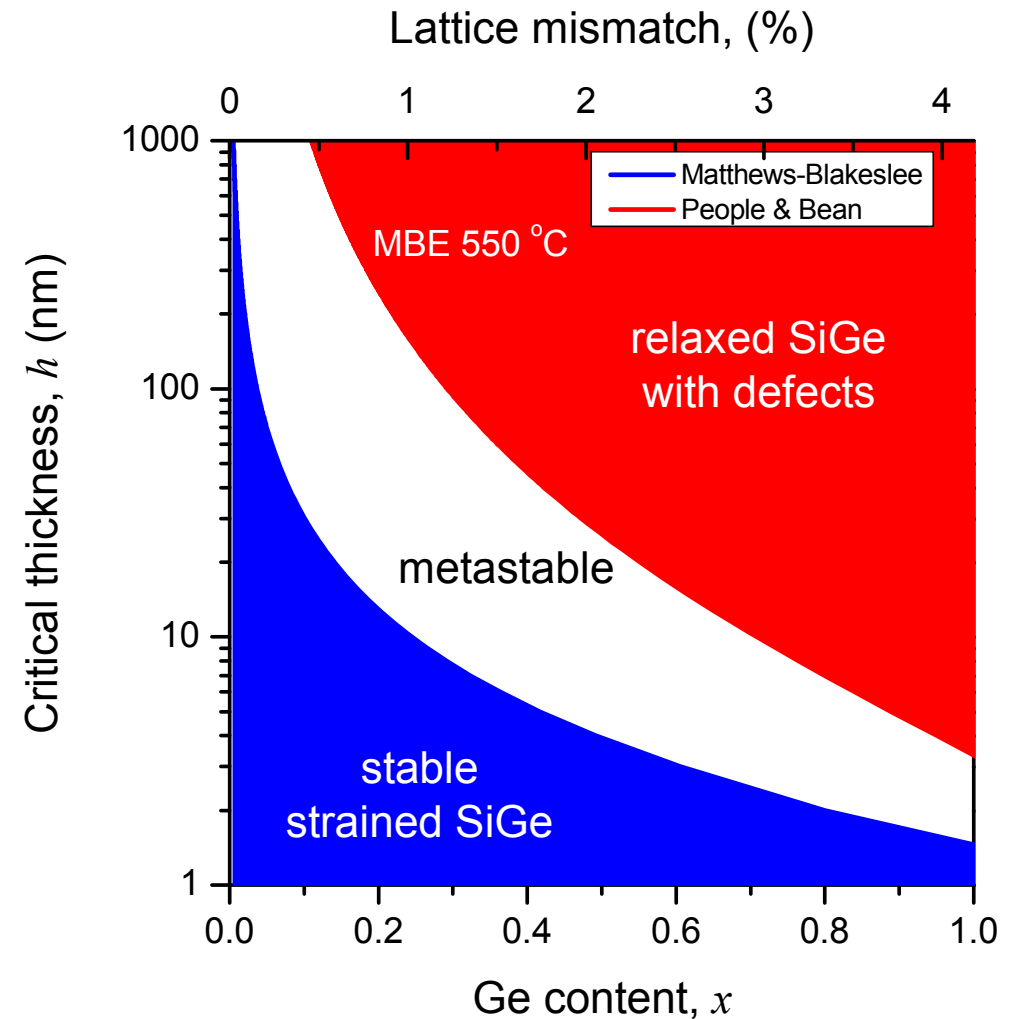 Lattice mismatch, (%)
0 1 2 3 4
1000
Matthews-Blakeslee
People & Bean
MBE 550 °C
relaxed SiGe
with defects
100
Critical thickness, h (nm)
metastable
10
stable
strained SiGe
1
0.0 0.2 0.4 0.6 0.8 1.0
Ge content, x